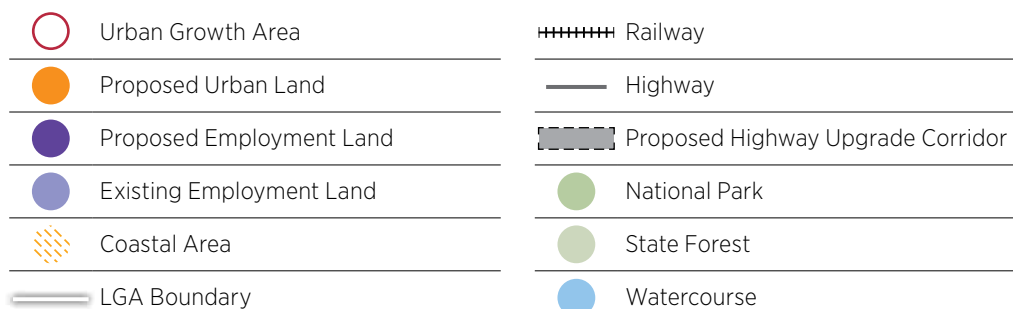 Urban Growth Area
Proposed Urban Land
Proposed Employment Land
Existing Employment Land
Coastal Area
LGA Boundary
Railway
Highway
Proposed Highway Upgrade Corridor
National Park
State Forest
Watercourse